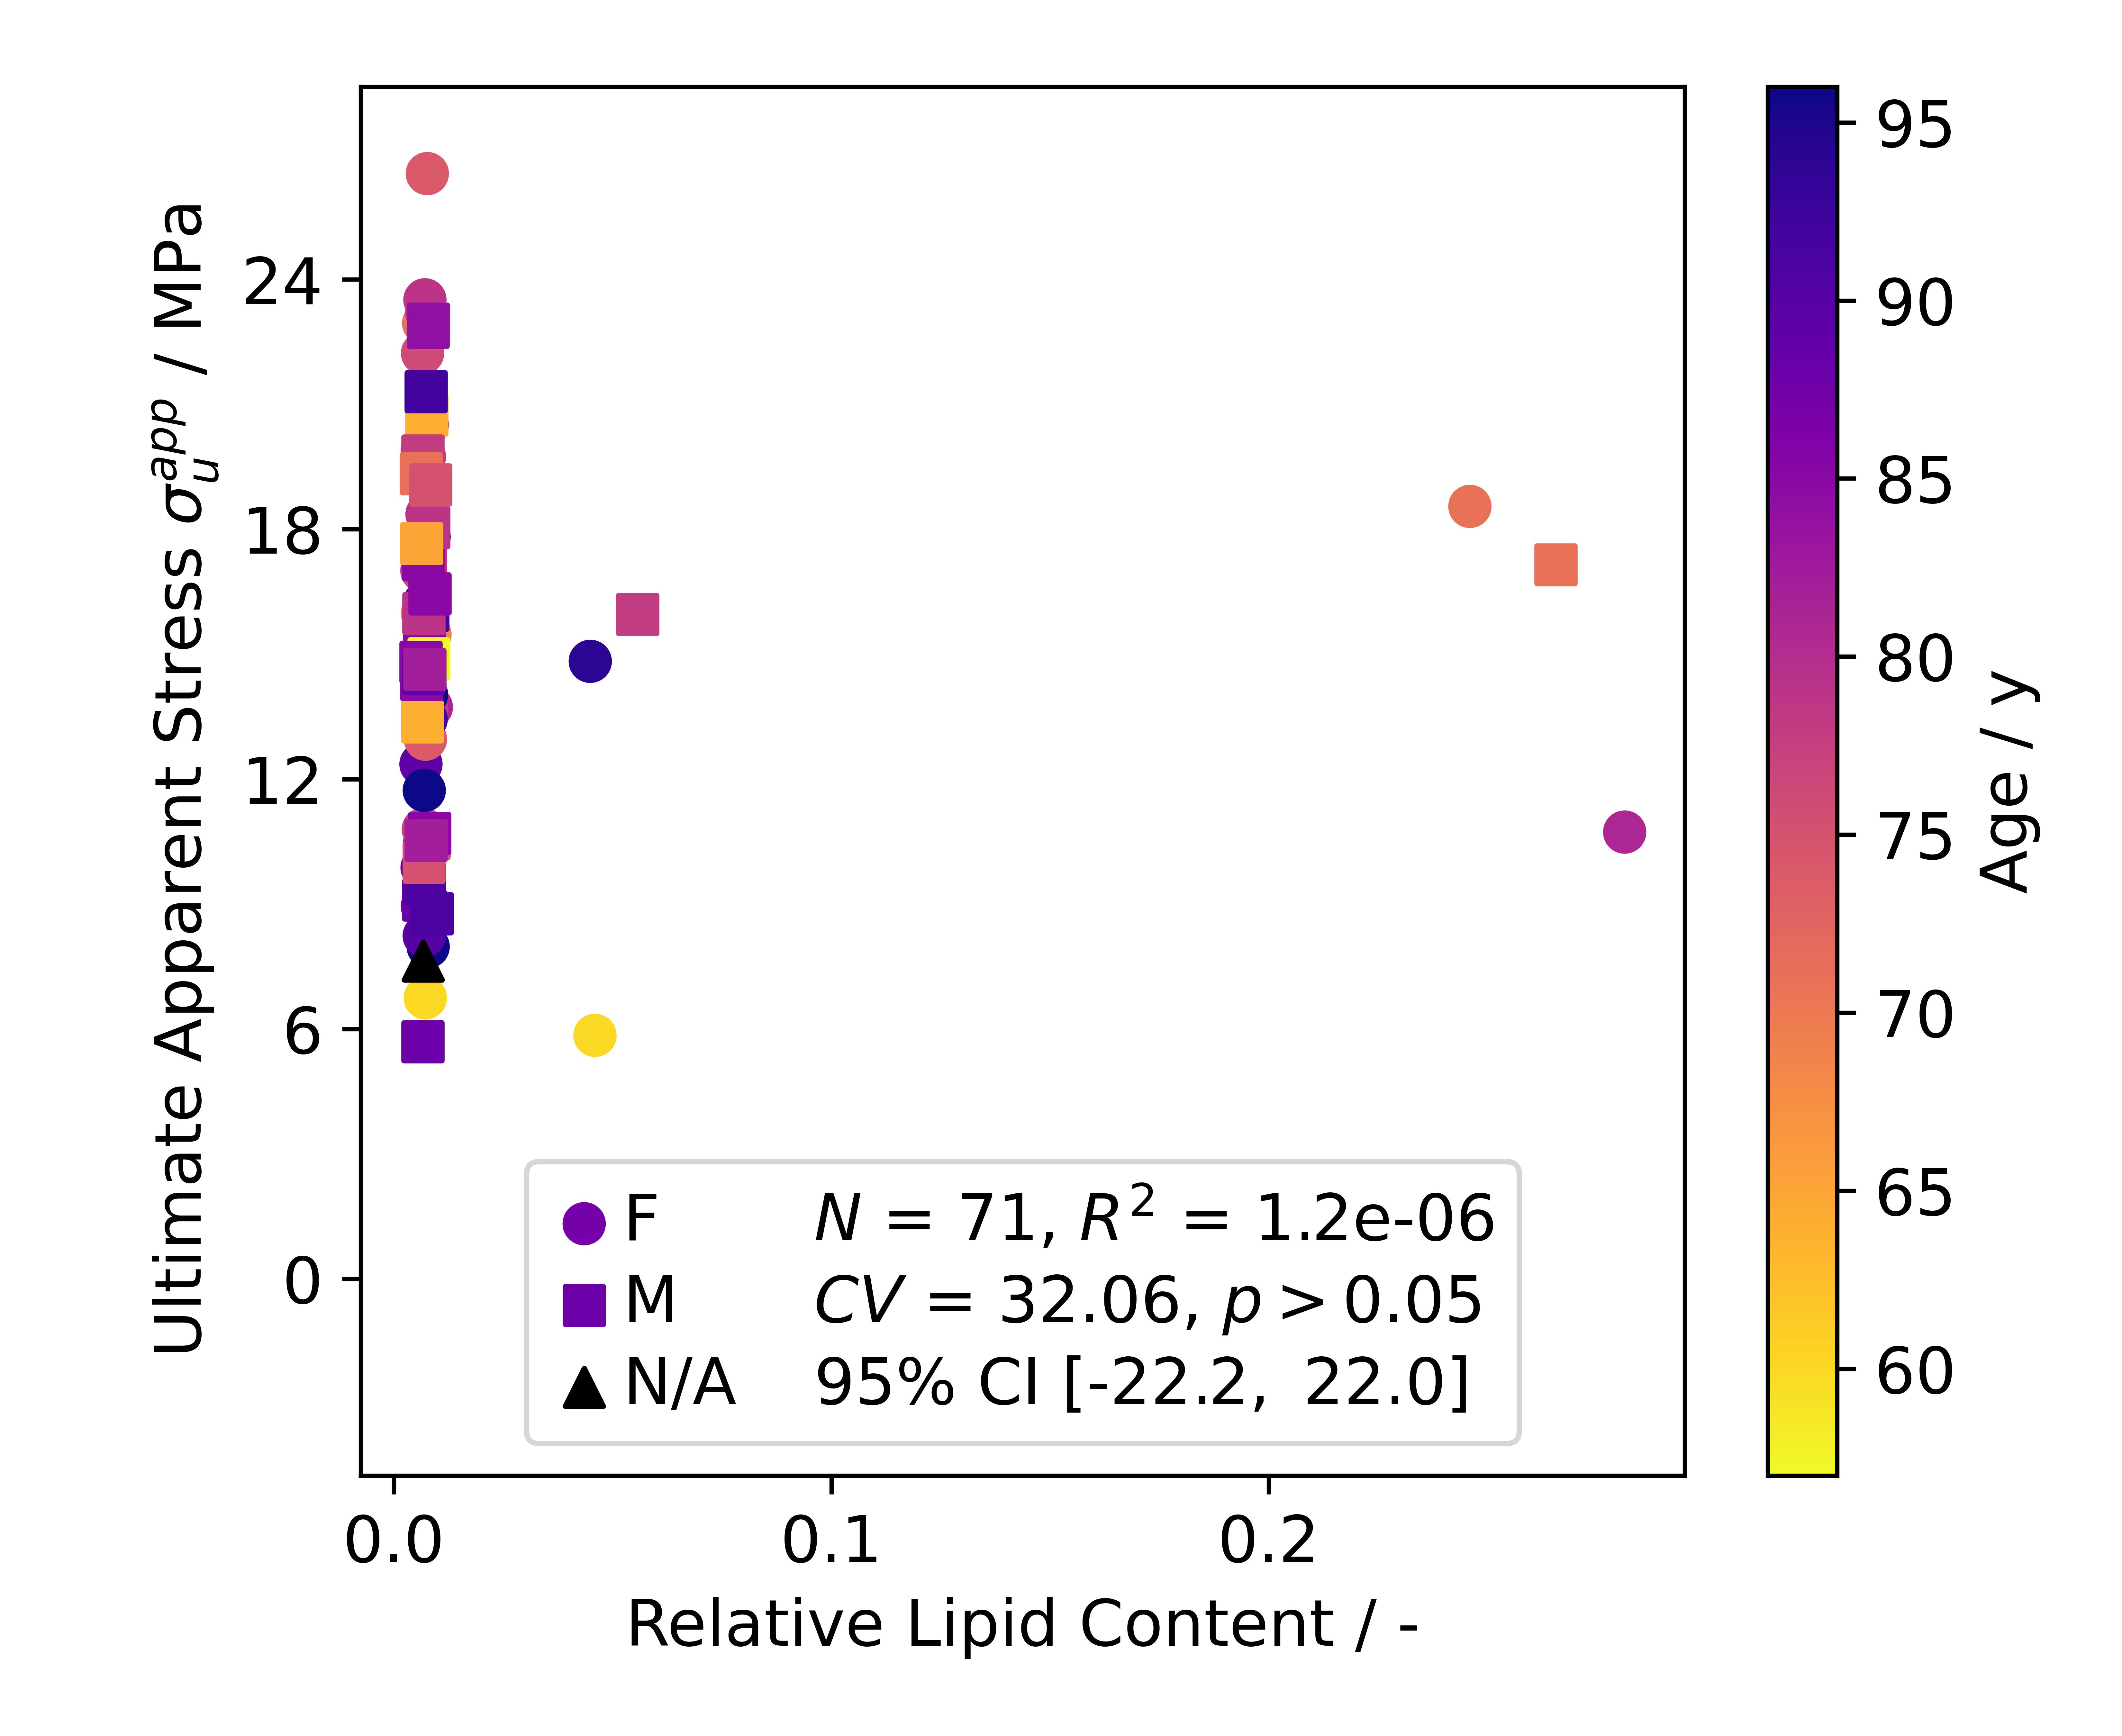 Ultimate Apparent Stress σ_u^app / MPa
24
18
12
6
0
0.0 0.1 0.2
Relative Lipid Content / -
F N = 71, R² = 1.2e-06
M CV = 32.06, p > 0.05
N/A 95% CI [-22.2, 22.0]
95
90
85
80
75
70
65
60
Age / y